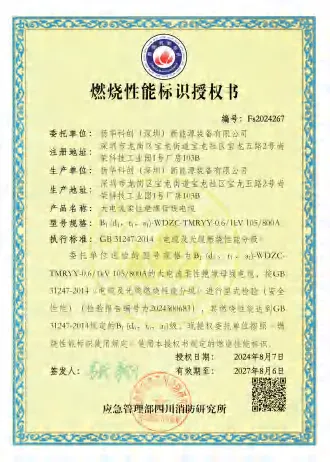 燃烧性能标识授权书
编号：Fs2024267
委托单位：扬华科创（深圳）新能源装备有限公司
注册地址：深圳市龙岗区宝龙街道宝龙社区宝龙五路2号尚
荣科技工业园1号厂房103B
生产单位：扬华科创（深圳）新能源装备有限公司
生产地址：深圳市龙岗区宝龙街道宝龙社区宝龙五路2号尚
荣科技工业园1号厂房103B
产品名称：大电流柔性绝缘母线电缆
型号规格：B₁(d₀, t₀, a₁)-WDZC-TMRYY-0.6/1kV 105/800A
执行标准：GB 31247-2014《电缆及光缆燃烧性能分级》
委托单位送检的型号规格为B₁(d₀, t₀, a₁)-WDZC-
TMRYY-0.6/1kV 105/800A的大电流柔性绝缘母线电缆，按GB
31247-2014《电缆及光缆燃烧性能分级》进行型式检验（安全
性能）（检验报告编号为202430068），其燃烧性能达到GB
31247-2014规定的B₁(d₀, t₀, a₁)级。现授权委托单位按照《燃
烧性能标识使用规定》使用本授权书规定的燃烧性能标识。
授权日期：2024年8月7日
签发人：
有效期至：2027年8月6日
应急管理部四川消防研究所